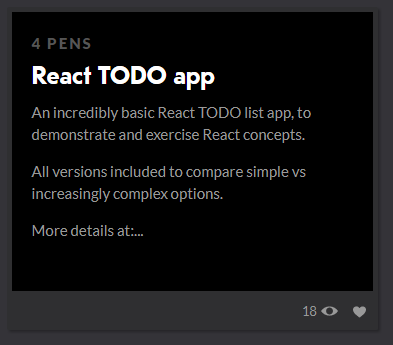 4 PENS
React TODO app
An incredibly basic React TODO list app, to
demonstrate and exercise React concepts.
All versions included to compare simple vs
increasingly complex options.
More details at:...
18